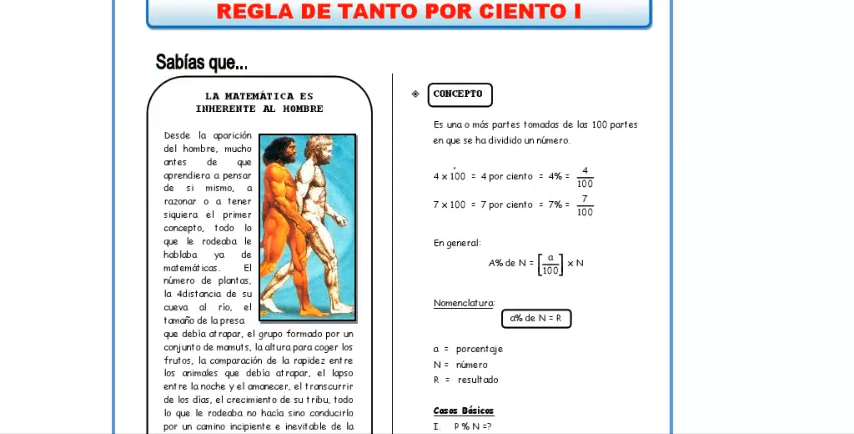 REGLA DE TANTO POR CIENTO I
Sabías que...
LA MATEMÁTICA ES
INHERENTE AL HOMBRE
Desde la aparición
del hombre, mucho
antes de que
aprendiera a pensar
de si mismo, a
razonar o a tener
siquiera el primer
concepto, todo lo
que le rodeaba le
hablaba ya de
matemáticas. El
número de plantas,
la 4distancia de su
cueva al río, el
tamaño de la presa
que debía atrapar, el grupo formado por un
conjunto de mamuts, la altura para coger los
frutos, la comparación de la rapidez entre
los animales que debía atrapar, el lapso
entre la noche y el amanecer, el transcurrir
de los días, el crecimiento de su tribu, todo
lo que le rodeaba no hacía sino conducirlo
por un camino incipiente e inevitable de la
CONCEPTO
Es una o más partes tomadas de las 100 partes
en que se ha dividido un número.
4 x 100 = 4 por ciento = 4% = 4/100
7 x 100 = 7 por ciento = 7% = 7/100
En general:
A% de N = [a/100] x N
Nomenclatura:
a% de N = R
a = porcentaje
N = número
R = resultado
Casos Básicos
I. P % N =?